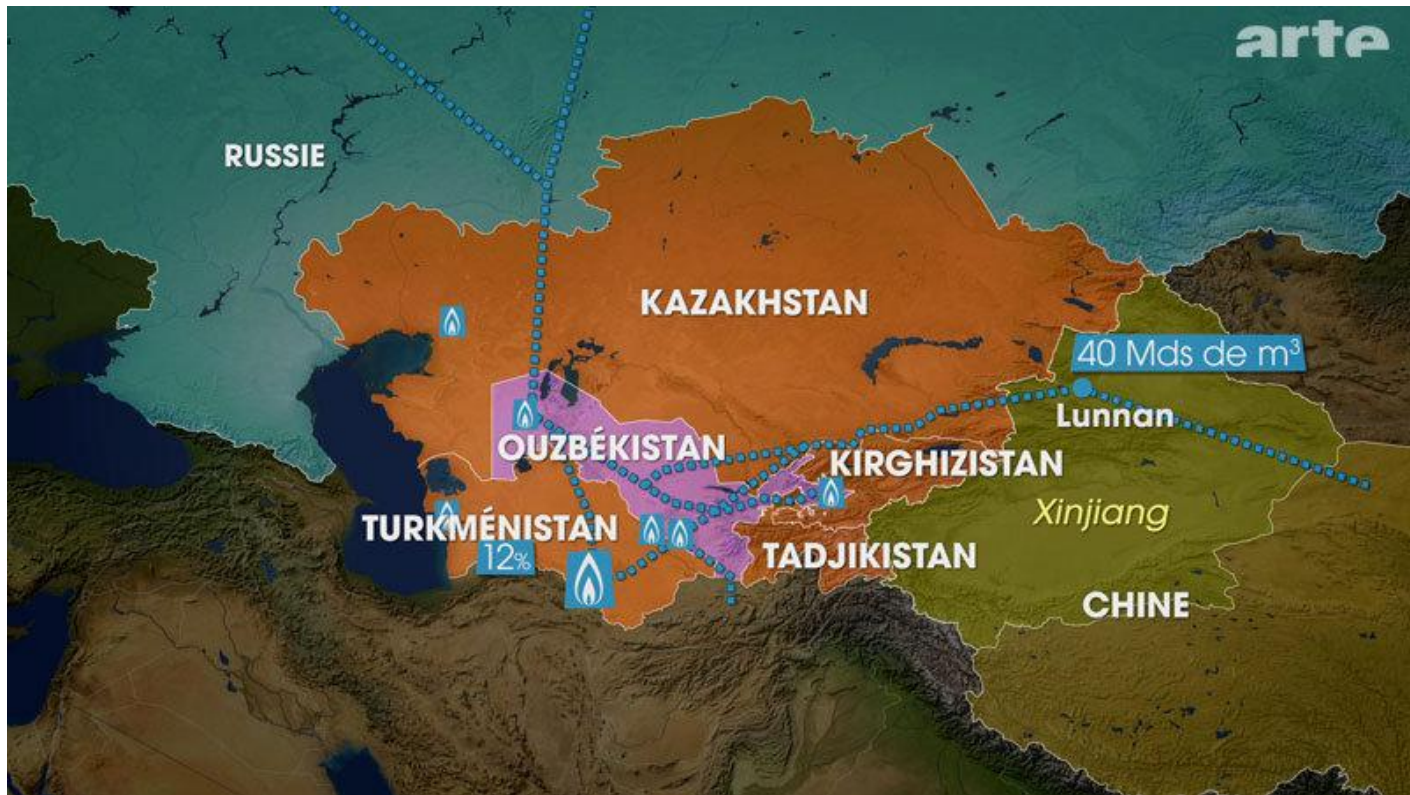 arte
RUSSIE
KAZAKHSTAN
40 Mds de m³
Lunnan
OUZBÉKISTAN
KIRGHIZISTAN
Xinjiang
TURKMÉNISTAN
12%
TADJIKISTAN
CHINE